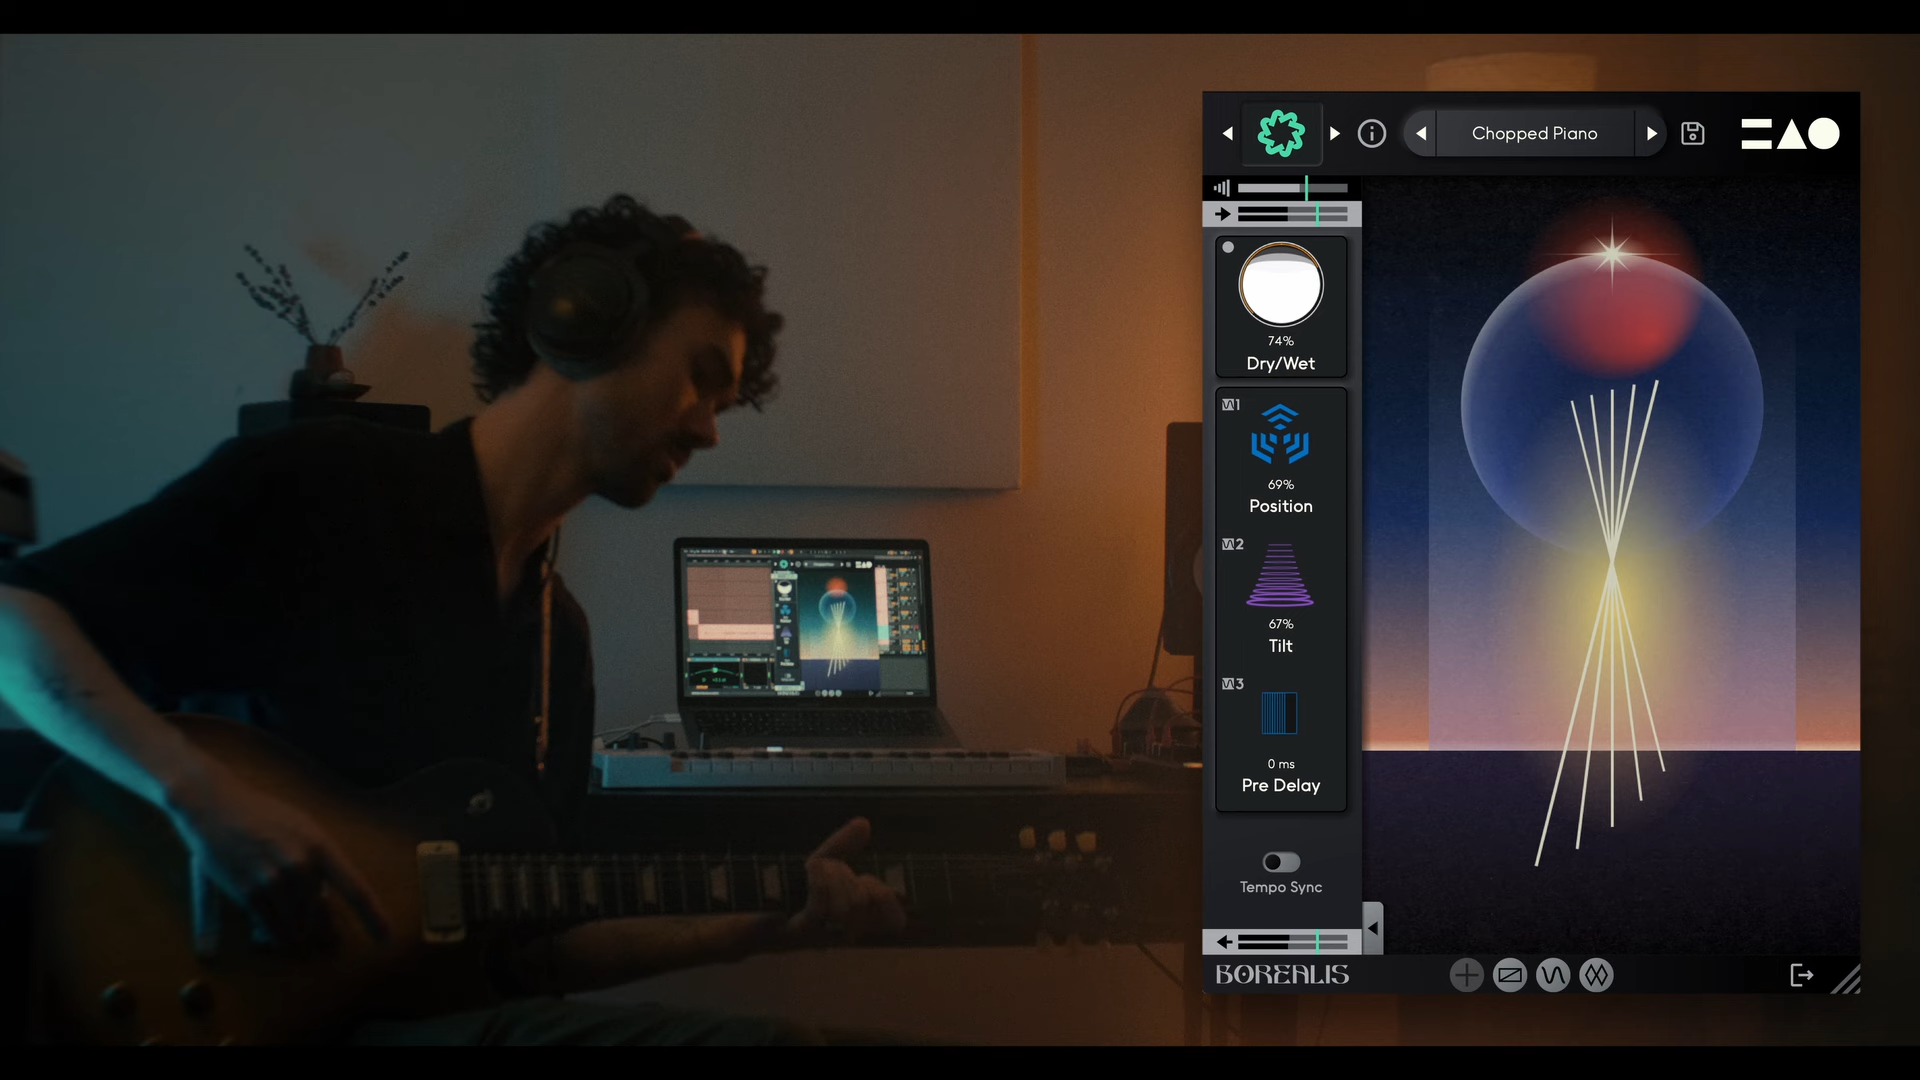 Chopped Piano
74%
Dry/Wet
1
69%
Position
2
67%
Tilt
3
0 ms
Pre Delay
Tempo Sync
BOREALIS